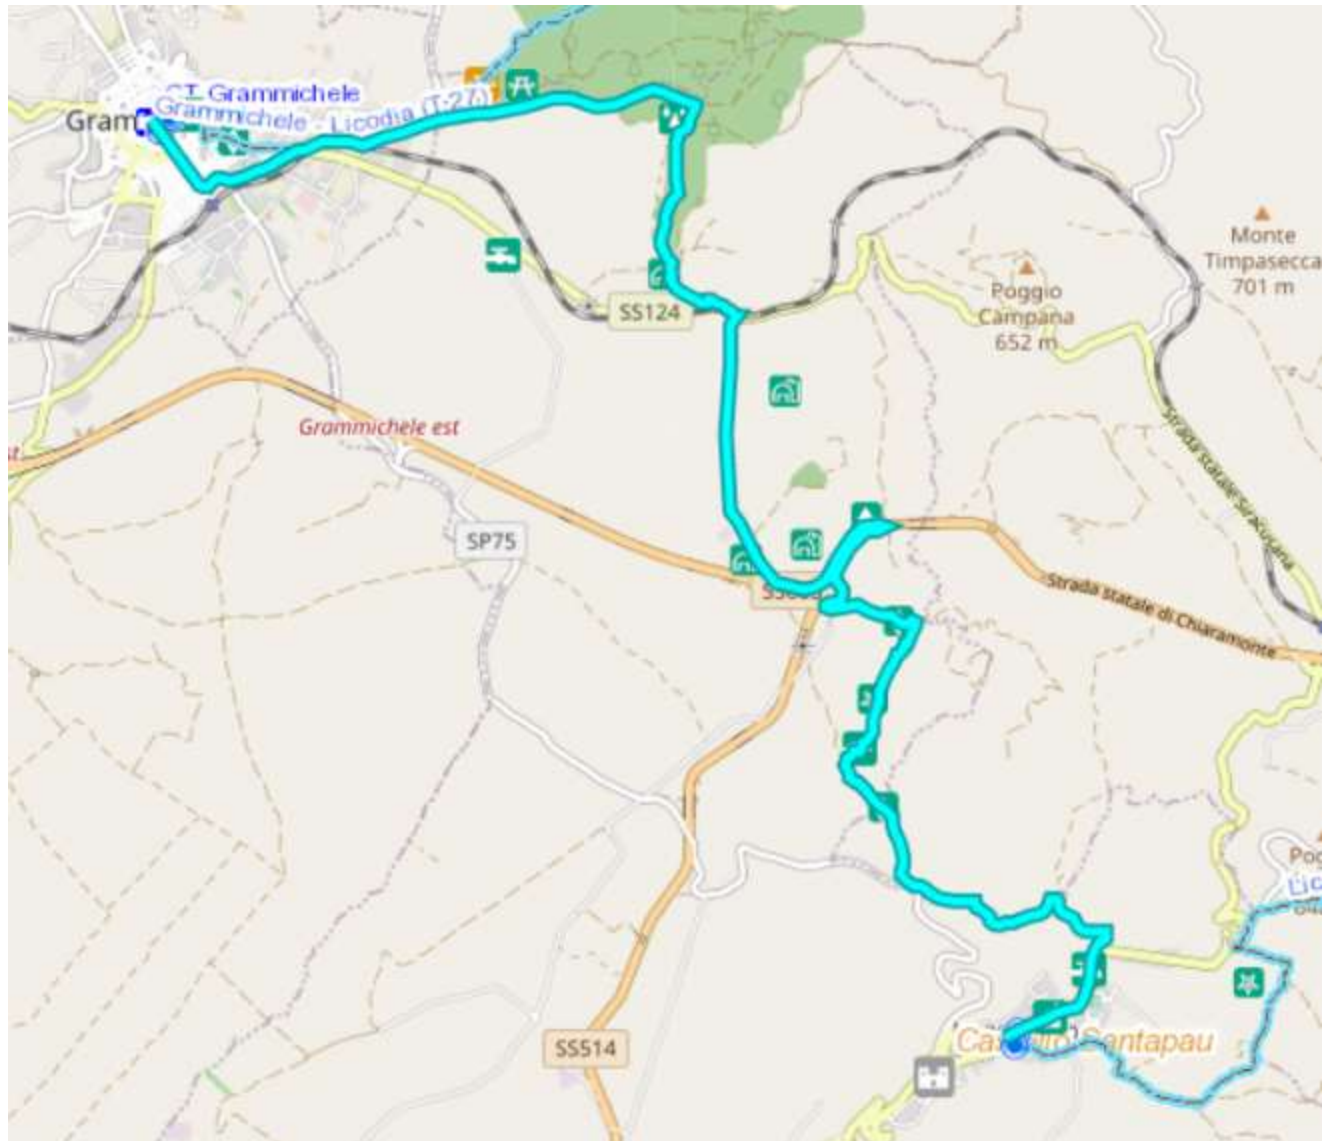 CT Grammichele
Grammichele - Licodia (T-27)
Gram
Monte
Timpasecca
701 m
Poggio
Campana
652 m
SS124
Grammichele est
st
SP75
Strada statale Siracusana
Strada statale di Chiaramonte
Pog
Lic
SS514
Santapau